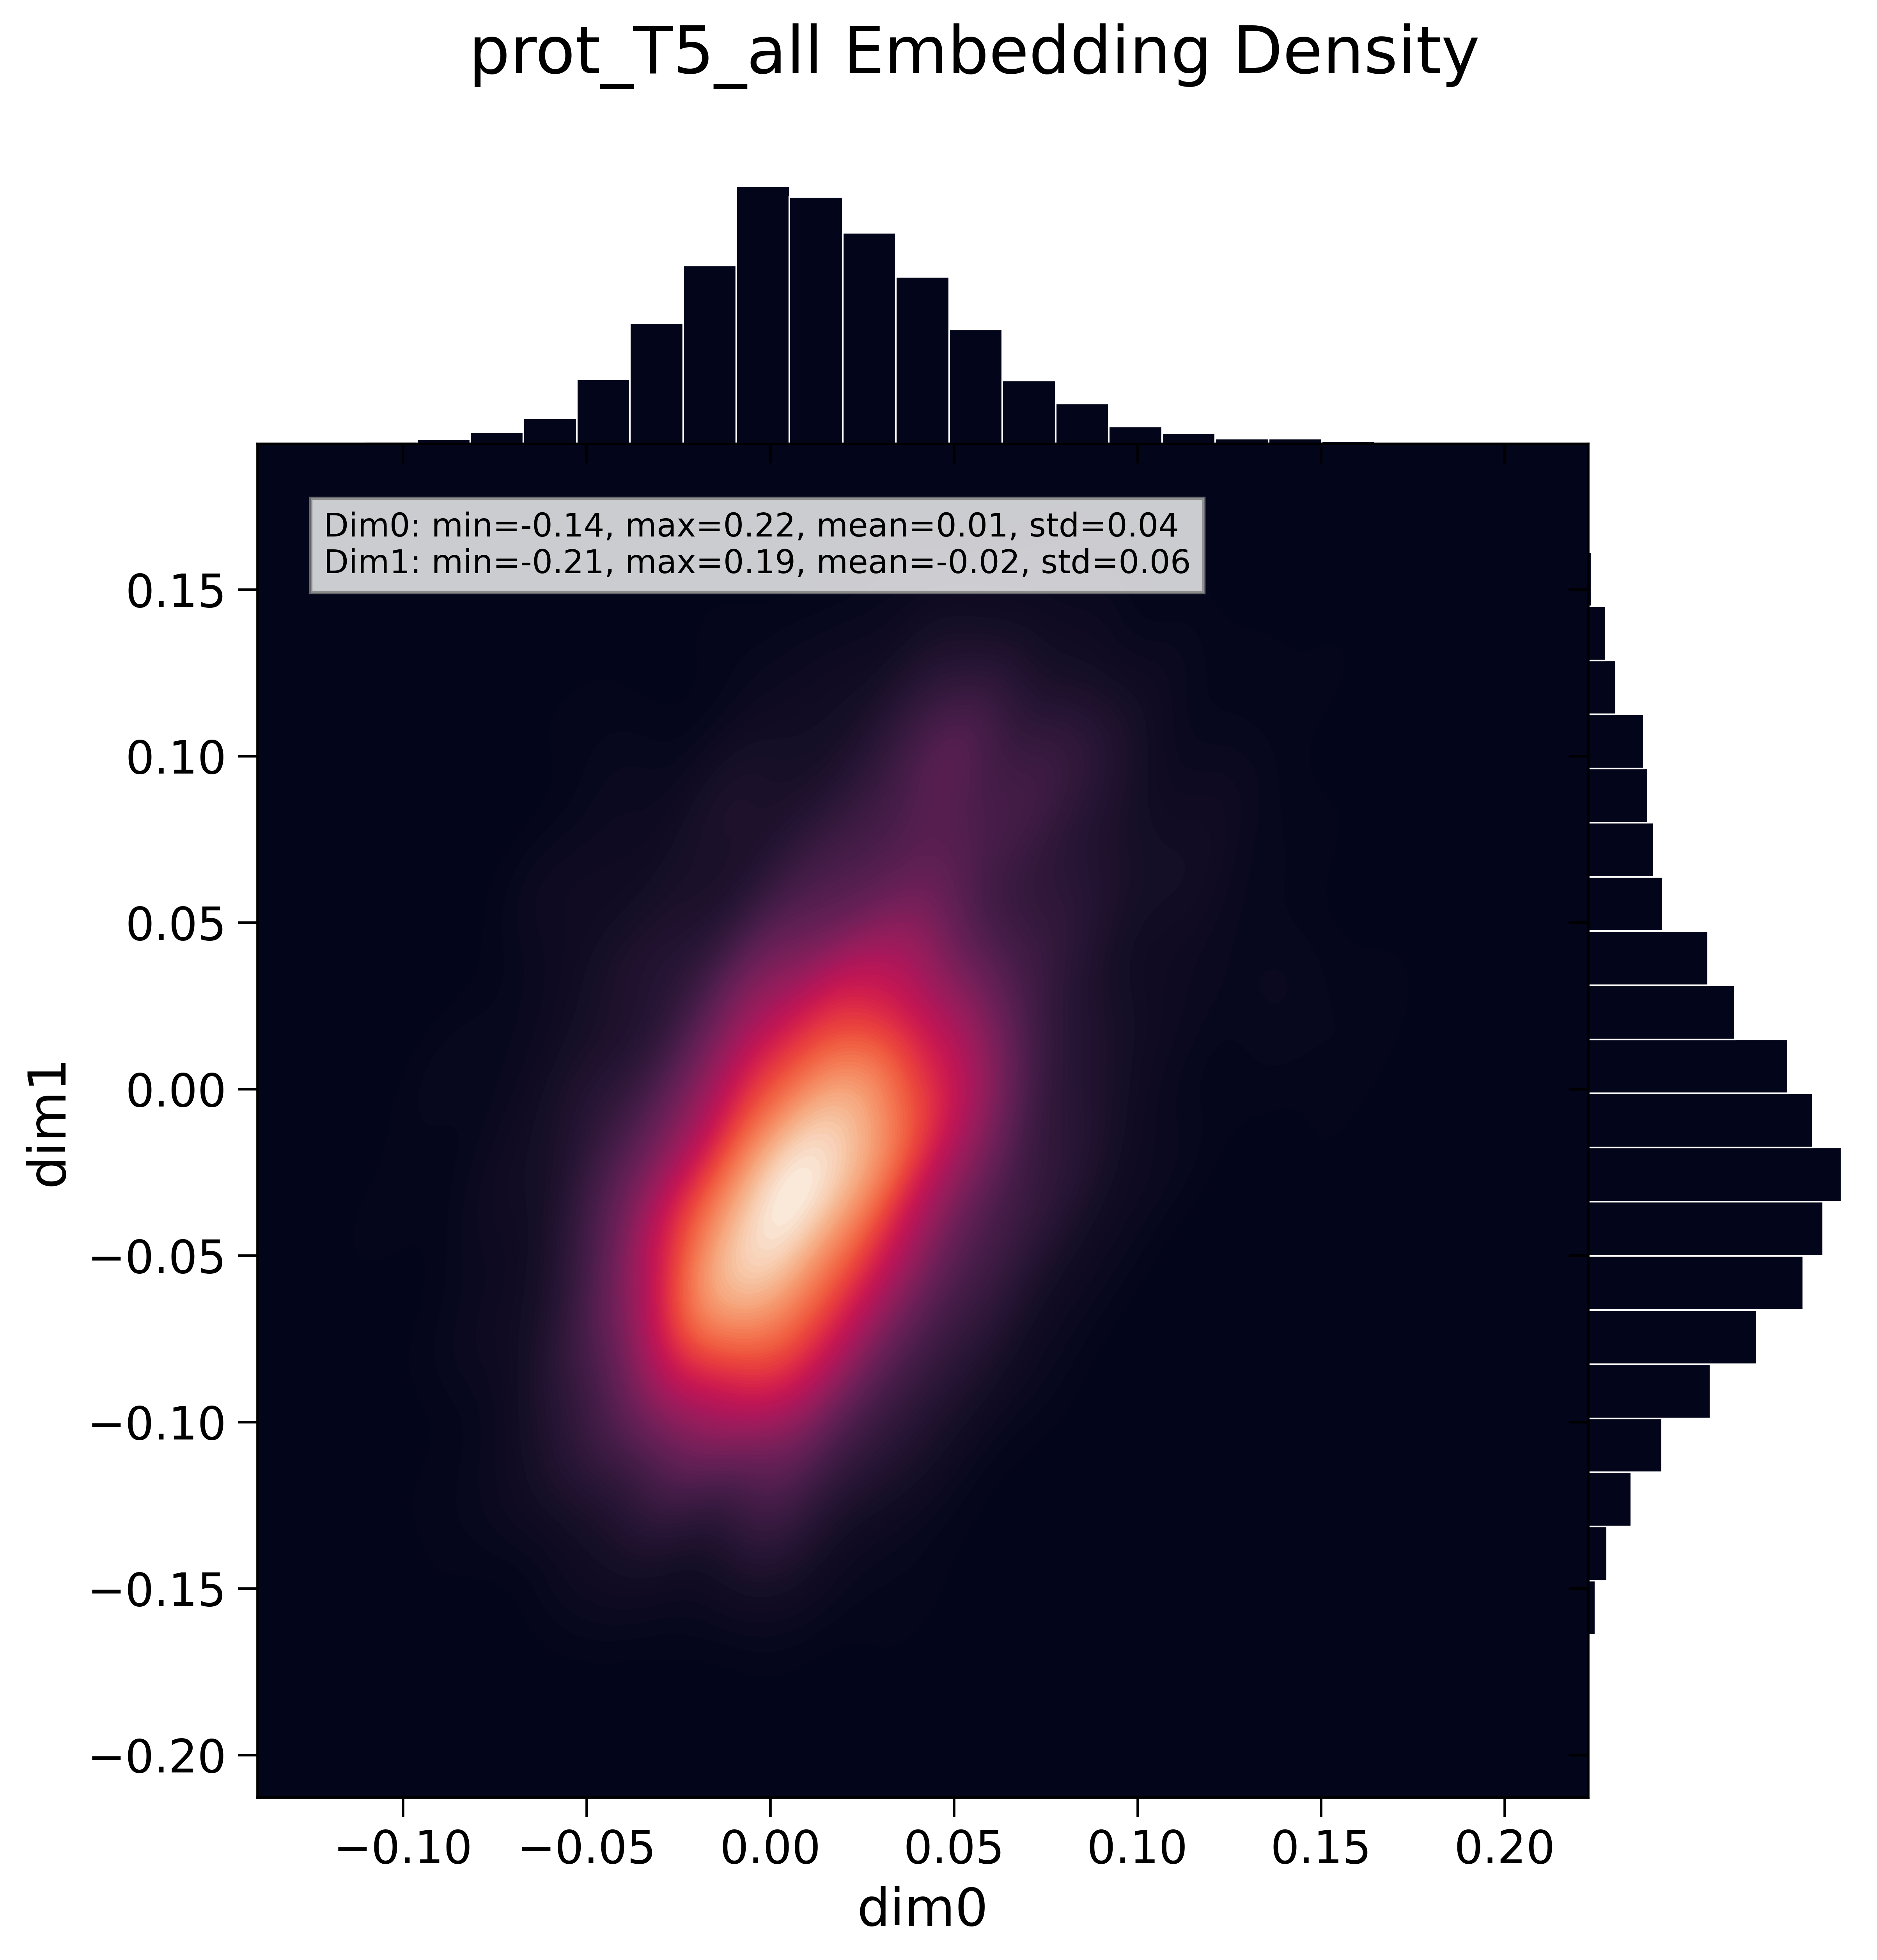 prot_T5_all Embedding Density
Dim0: min=-0.14, max=0.22, mean=0.01, std=0.04
Dim1: min=-0.21, max=0.19, mean=-0.02, std=0.06
0.15
0.10
0.05
0.00
−0.05
−0.10
−0.15
−0.20
dim1
−0.10 −0.05 0.00 0.05 0.10 0.15 0.20
dim0